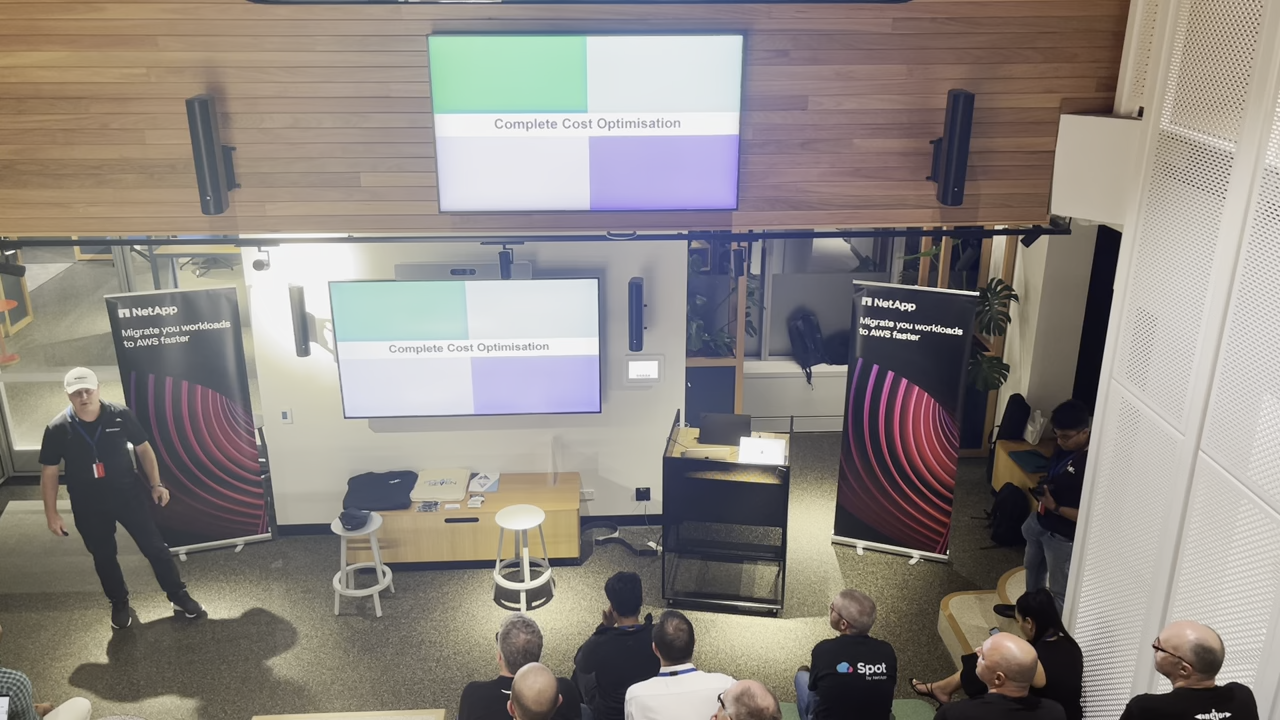 Complete Cost Optimisation
NetApp
Migrate you workloads
to AWS faster
Complete Cost Optimisation
NetApp
Migrate you workloads
to AWS faster
Spot
by NetApp